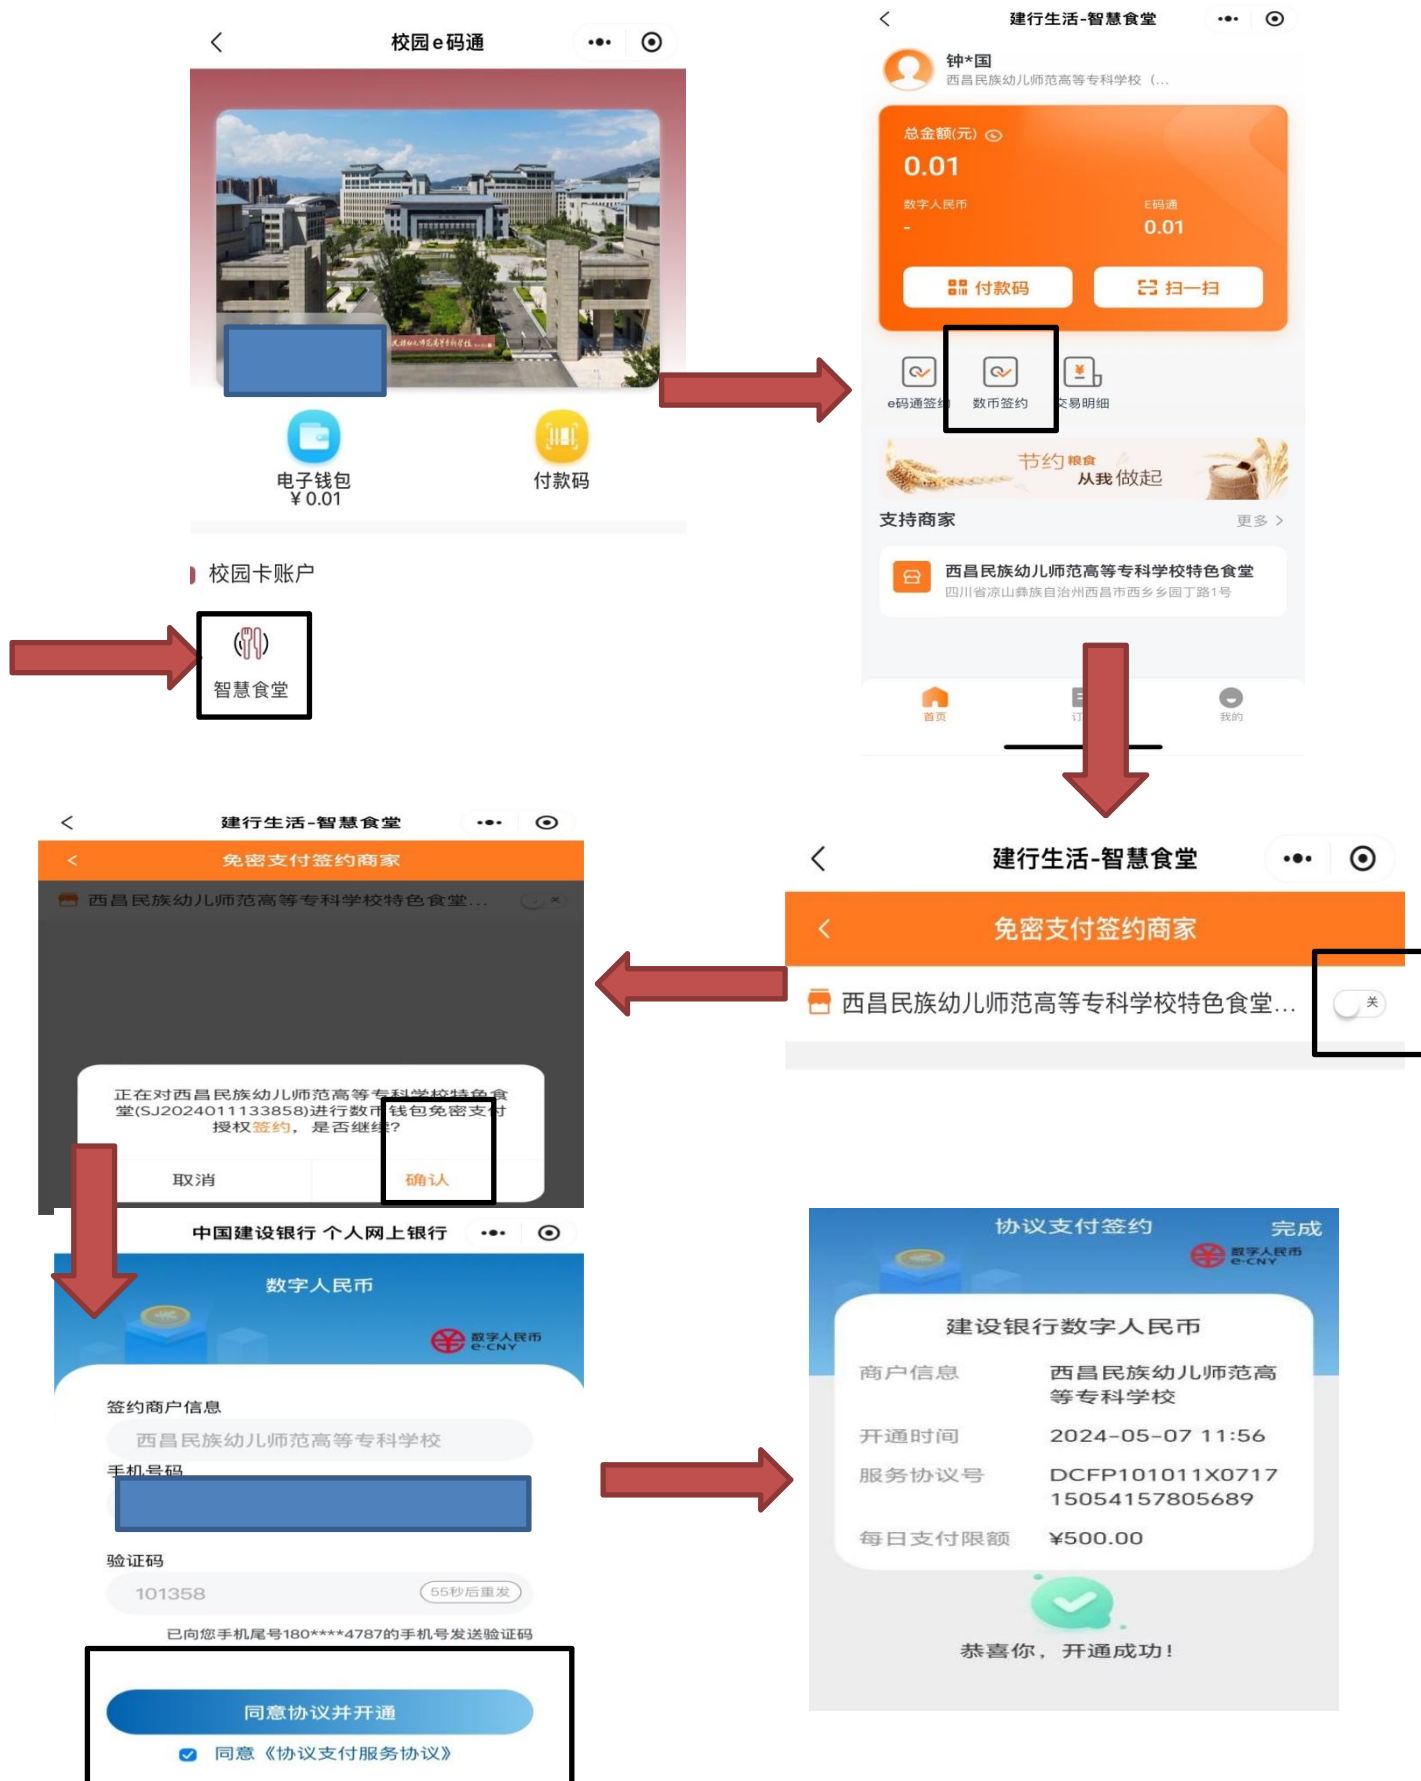 校园e码通
电子钱包
¥ 0.01
付款码
校园卡账户
智慧食堂
建行生活-智慧食堂
钟*国
西昌民族幼儿师范高等专科学校（...
总金额(元)
0.01
数字人民币
E码通
-
0.01
付款码
扫一扫
e码通签约
数币签约
交易明细
节约粮食
从我做起
支持商家
更多 >
西昌民族幼儿师范高等专科学校特色食堂
四川省凉山彝族自治州西昌市西乡乡园丁路1号
首页
订
我的
建行生活-智慧食堂
免密支付签约商家
西昌民族幼儿师范高等专科学校特色食堂...
关
建行生活-智慧食堂
免密支付签约商家
西昌民族幼儿师范高等专科学校特色食堂...
关
正在对西昌民族幼儿师范高等专科学校特色食
堂(SJ2024011133858)进行数币钱包免密支付
授权签约，是否继续?
取消
确认
中国建设银行 个人网上银行
数字人民币
数字人民币
e-CNY
签约商户信息
西昌民族幼儿师范高等专科学校
手机号码
验证码
101358
55秒后重发
已向您手机尾号180****4787的手机号发送验证码
同意协议并开通
同意《协议支付服务协议》
协议支付签约
完成
数字人民币
e-CNY
建设银行数字人民币
商户信息
西昌民族幼儿师范高
等专科学校
开通时间
2024-05-07 11:56
服务协议号
DCFP101011X0717
15054157805689
每日支付限额
¥500.00
恭喜你，开通成功!